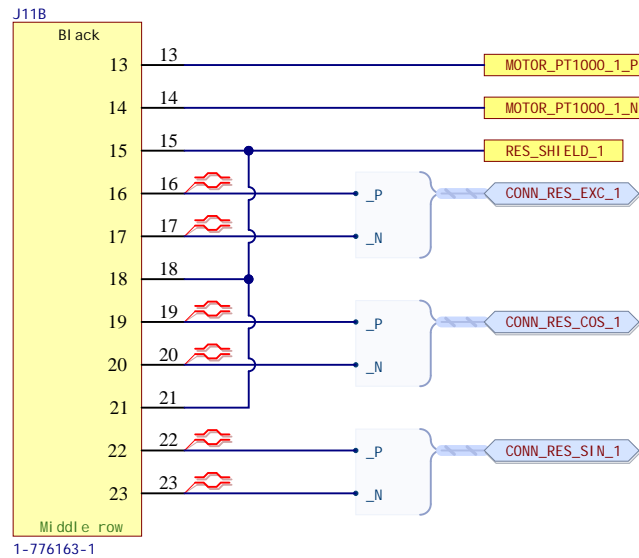 J11B
Black
13 13 MOTOR_PT1000_1_P
14 14 MOTOR_PT1000_1_N
15 15 RES_SHIELD_1
16 16 _P CONN_RES_EXC_1
17 17 _N
18 18
19 19 _P CONN_RES_COS_1
20 20 _N
21 21
22 22 _P CONN_RES_SIN_1
23 23 _N
Middle row
1-776163-1